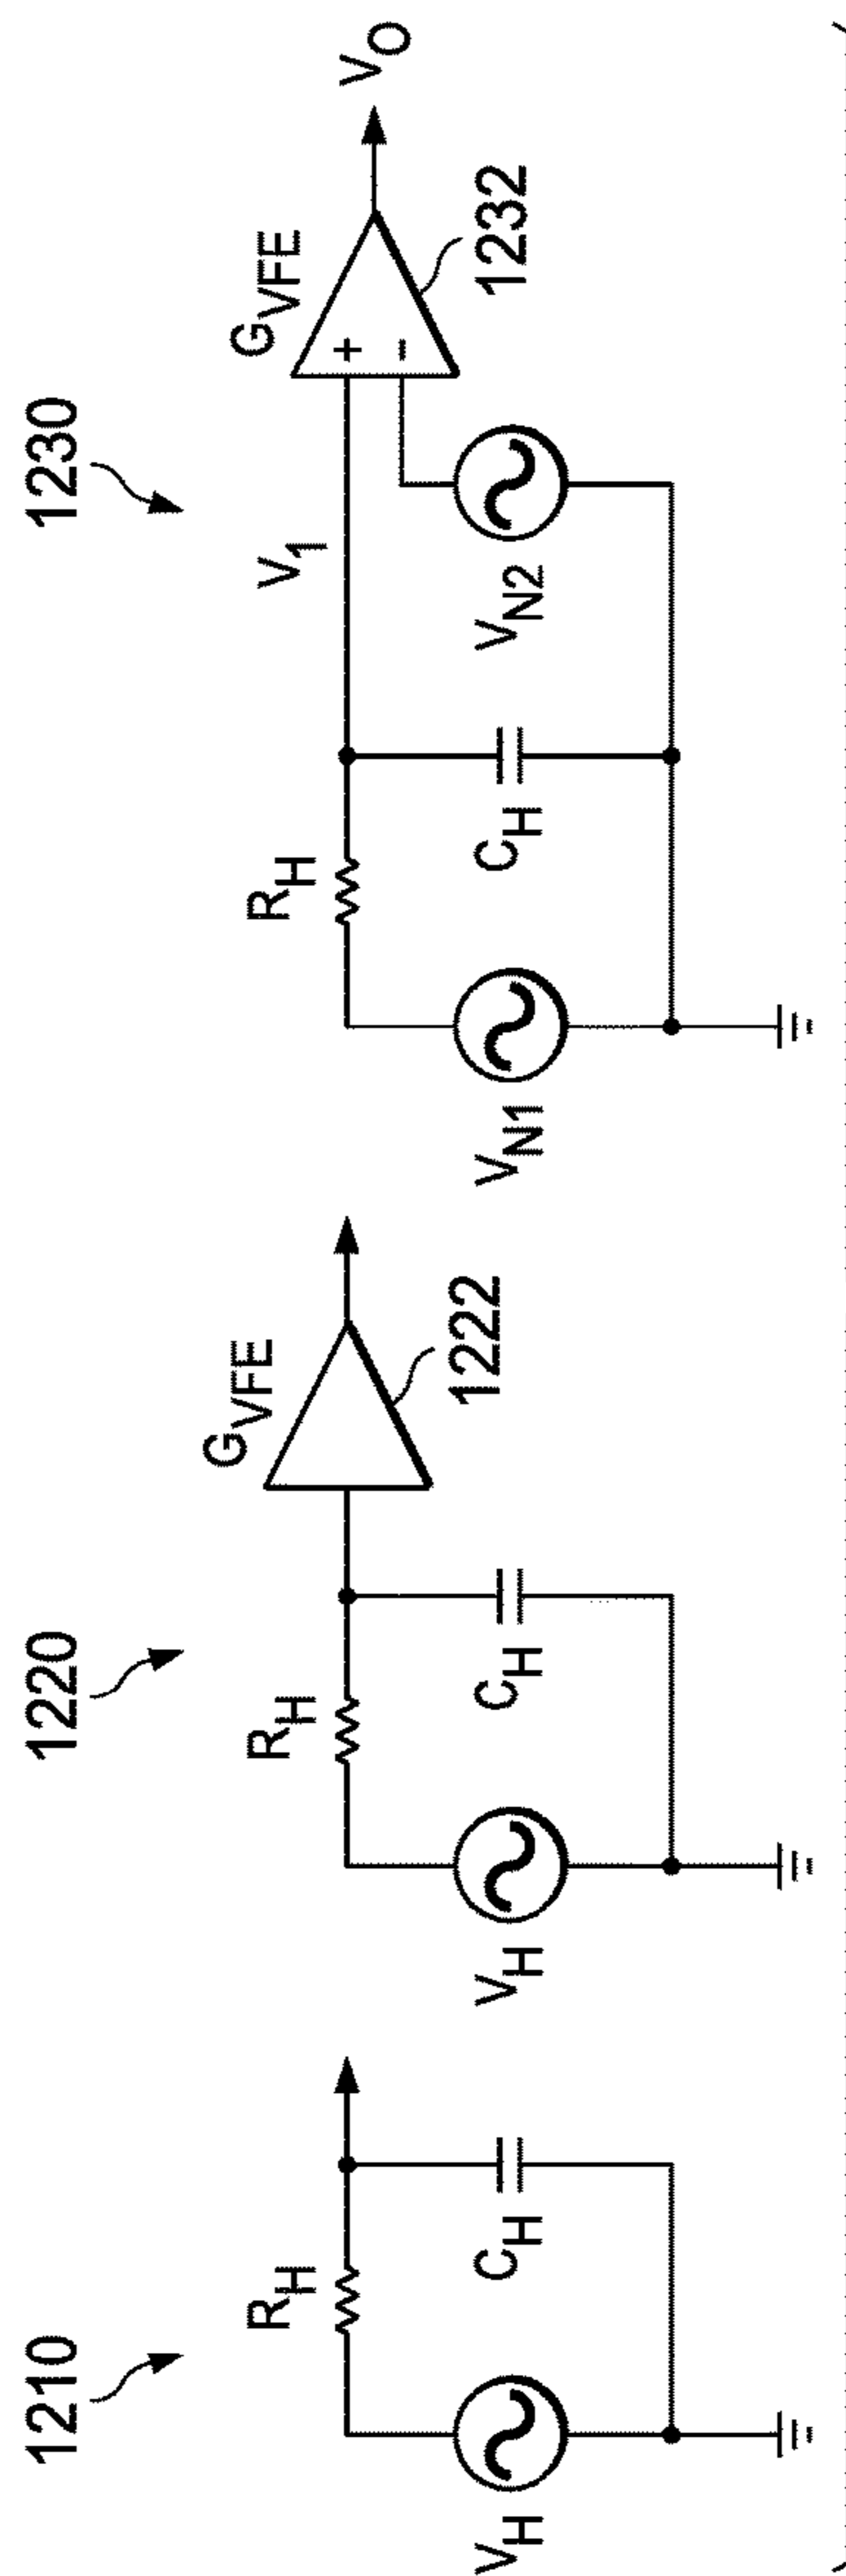 1210
V_H
R_H
C_H
1220
V_H
R_H
C_H
G_VFE
1222
1230
V_N1
R_H
C_H
V_1
V_N2
G_VFE
+
-
1232
V_O